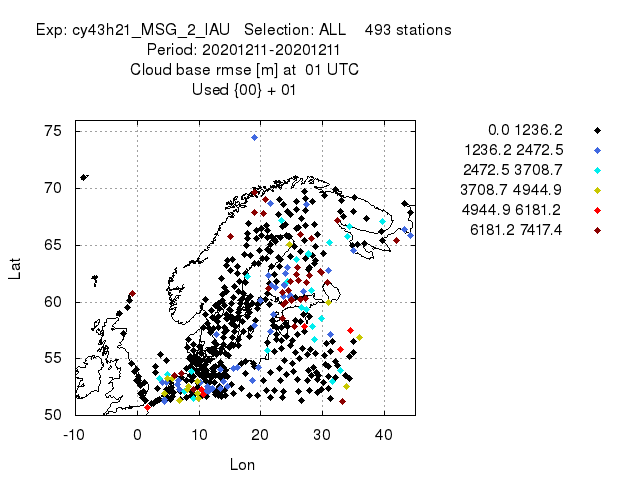 Exp: cy43h21_MSG_2_IAU   Selection: ALL    493 stations
Period: 20201211-20201211
Cloud base rmse [m] at  01 UTC
Used {00} + 01
0.0 1236.2
1236.2 2472.5
2472.5 3708.7
3708.7 4944.9
4944.9 6181.2
6181.2 7417.4
75
70
65
60
55
50
Lat
-10 0 10 20 30 40
Lon